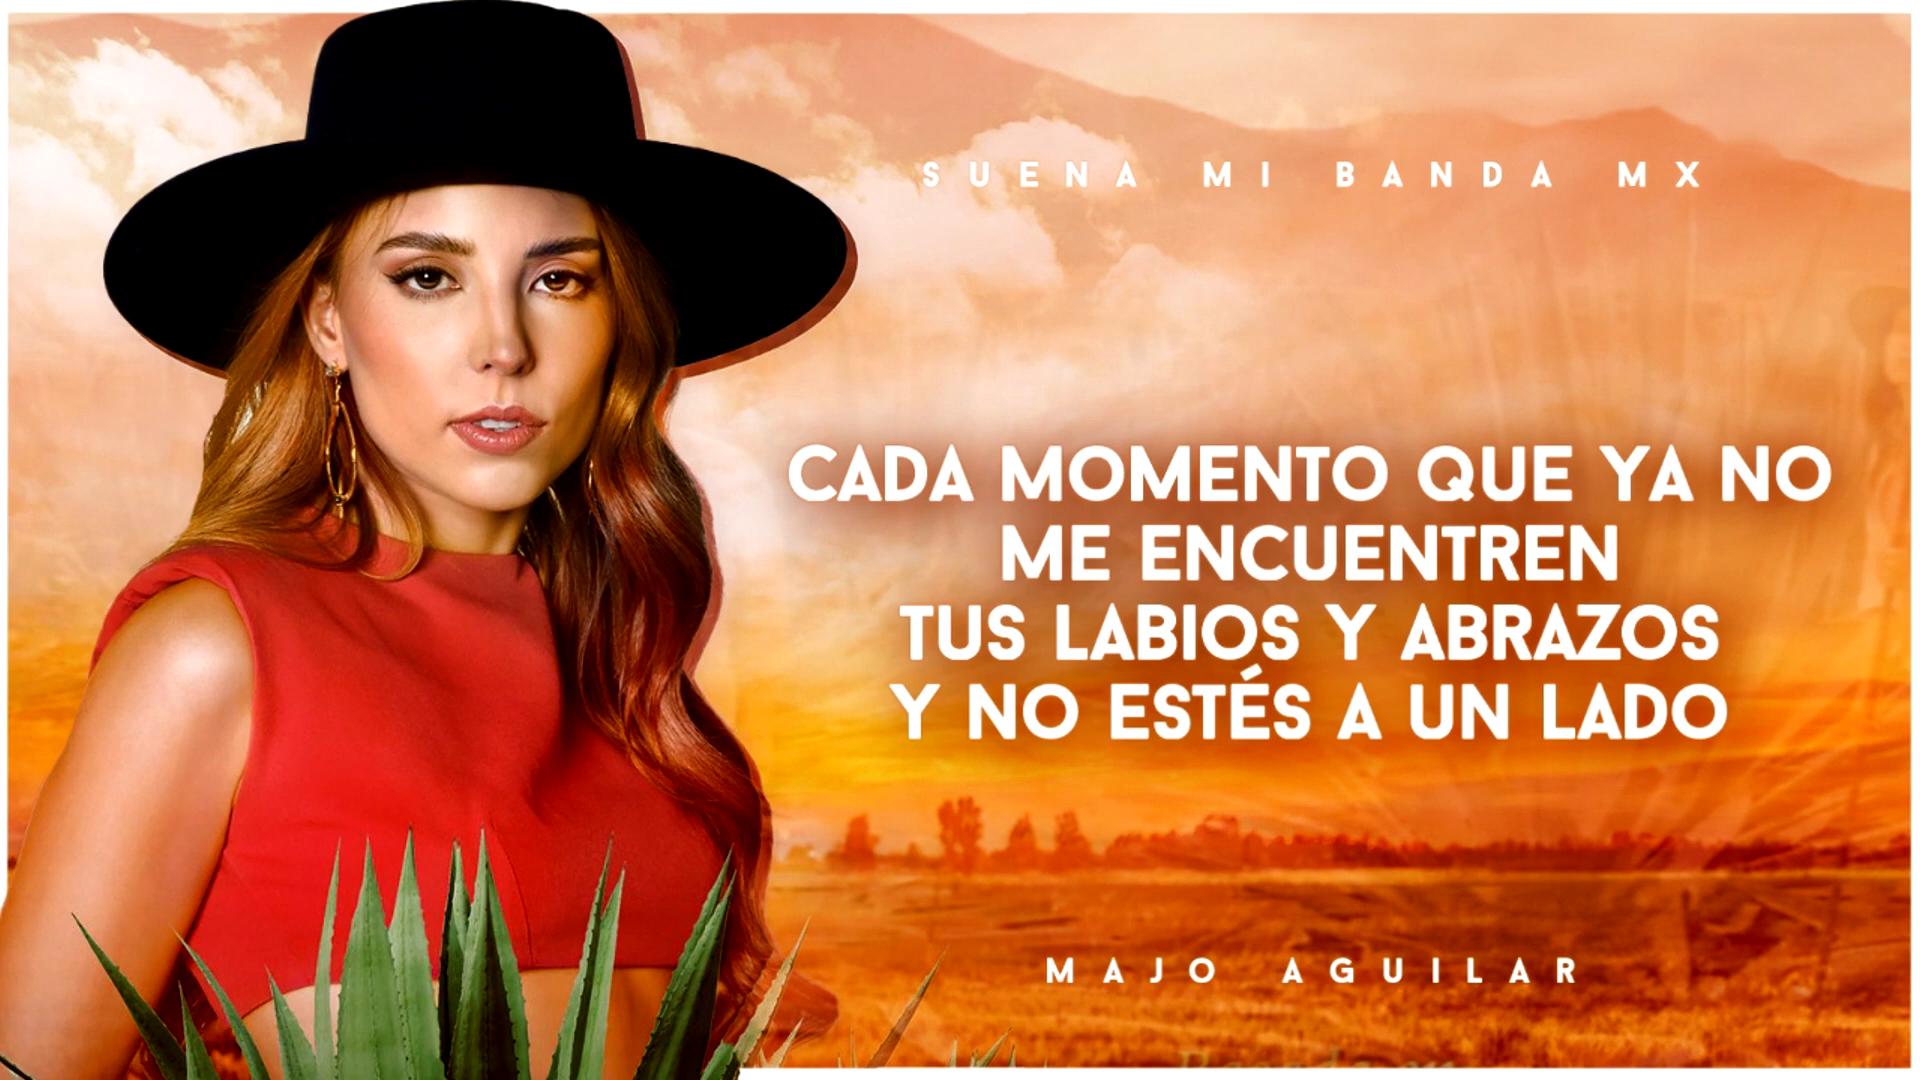 SUENA MI BANDA MX
CADA MOMENTO QUE YA NO
ME ENCUENTREN
TUS LABIOS Y ABRAZOS
Y NO ESTÉS A UN LADO
MAJO AGUILAR